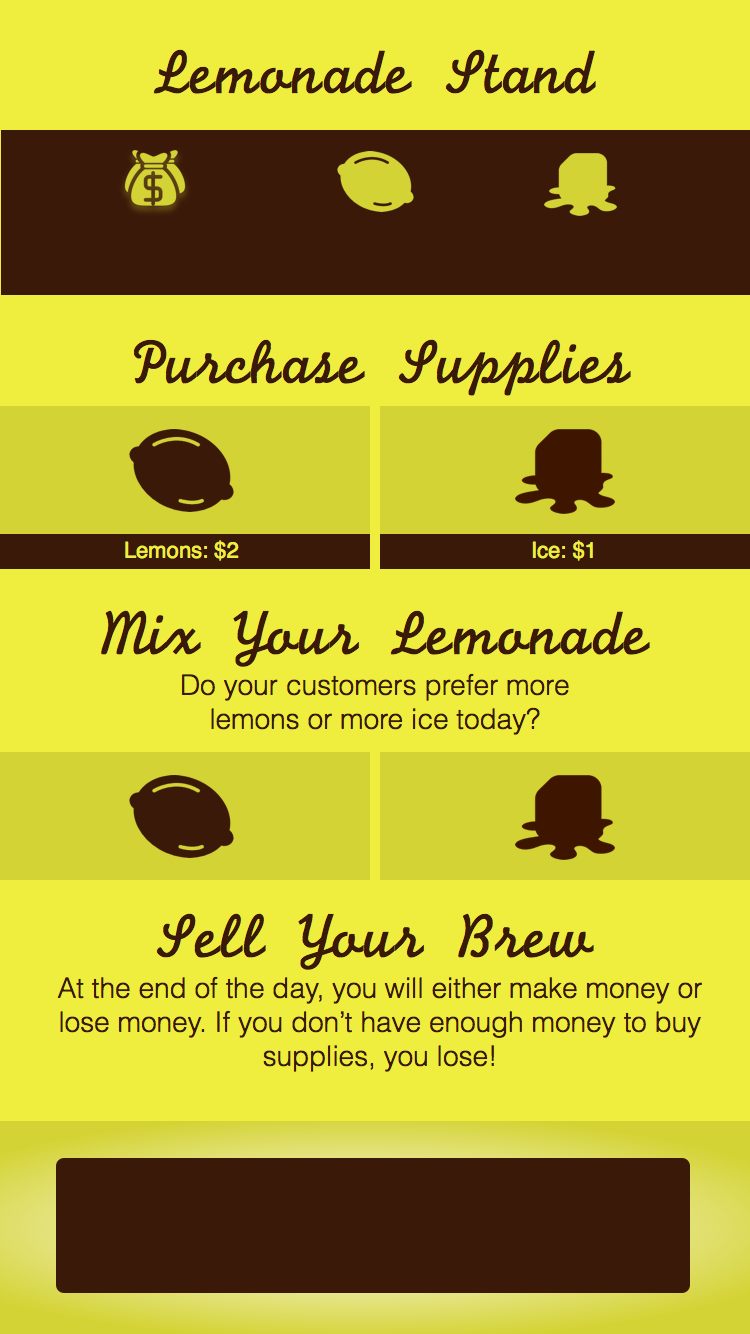 Lemonade Stand
$
Purchase Supplies
Lemons: $2
Ice: $1
Mix Your Lemonade
Do your customers prefer more
lemons or more ice today?
Sell Your Brew
At the end of the day, you will either make money or
lose money. If you don’t have enough money to buy
supplies, you lose!